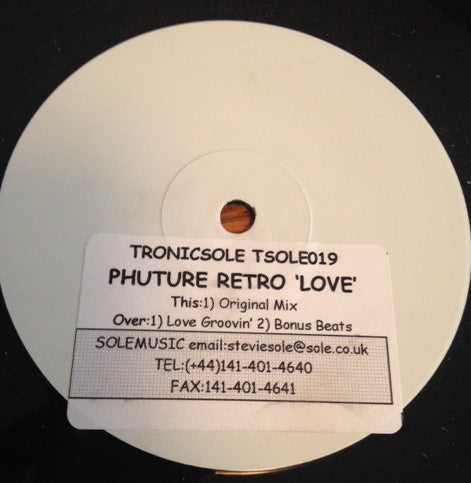 TRONICSOLE TSOLE019
PHUTURE RETRO 'LOVE'
This:1) Original Mix
Over:1) Love Groovin' 2) Bonus Beats
SOLEMUSIC email:steviesole@sole.co.uk
TEL:(+44)141-401-4640
FAX:141-401-4641